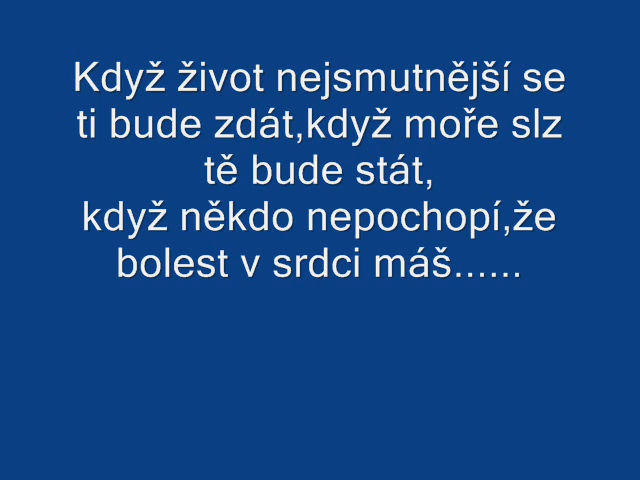 Když život nejsmutnější se
ti bude zdát,když moře slz
tě bude stát,
když někdo nepochopí,že
bolest v srdci máš......